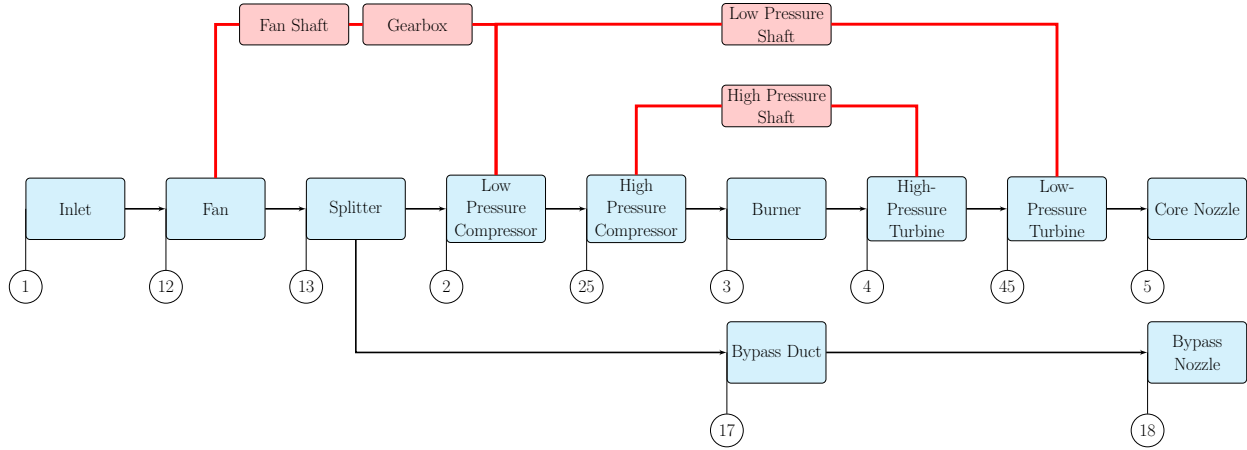 Fan Shaft
Gearbox
Low Pressure
Shaft
High Pressure
Shaft
Inlet
Fan
Splitter
Low
Pressure
Compressor
High
Pressure
Compressor
Burner
High-
Pressure
Turbine
Low-
Pressure
Turbine
Core Nozzle
1
12
13
2
25
3
4
45
5
Bypass Duct
Bypass
Nozzle
17
18